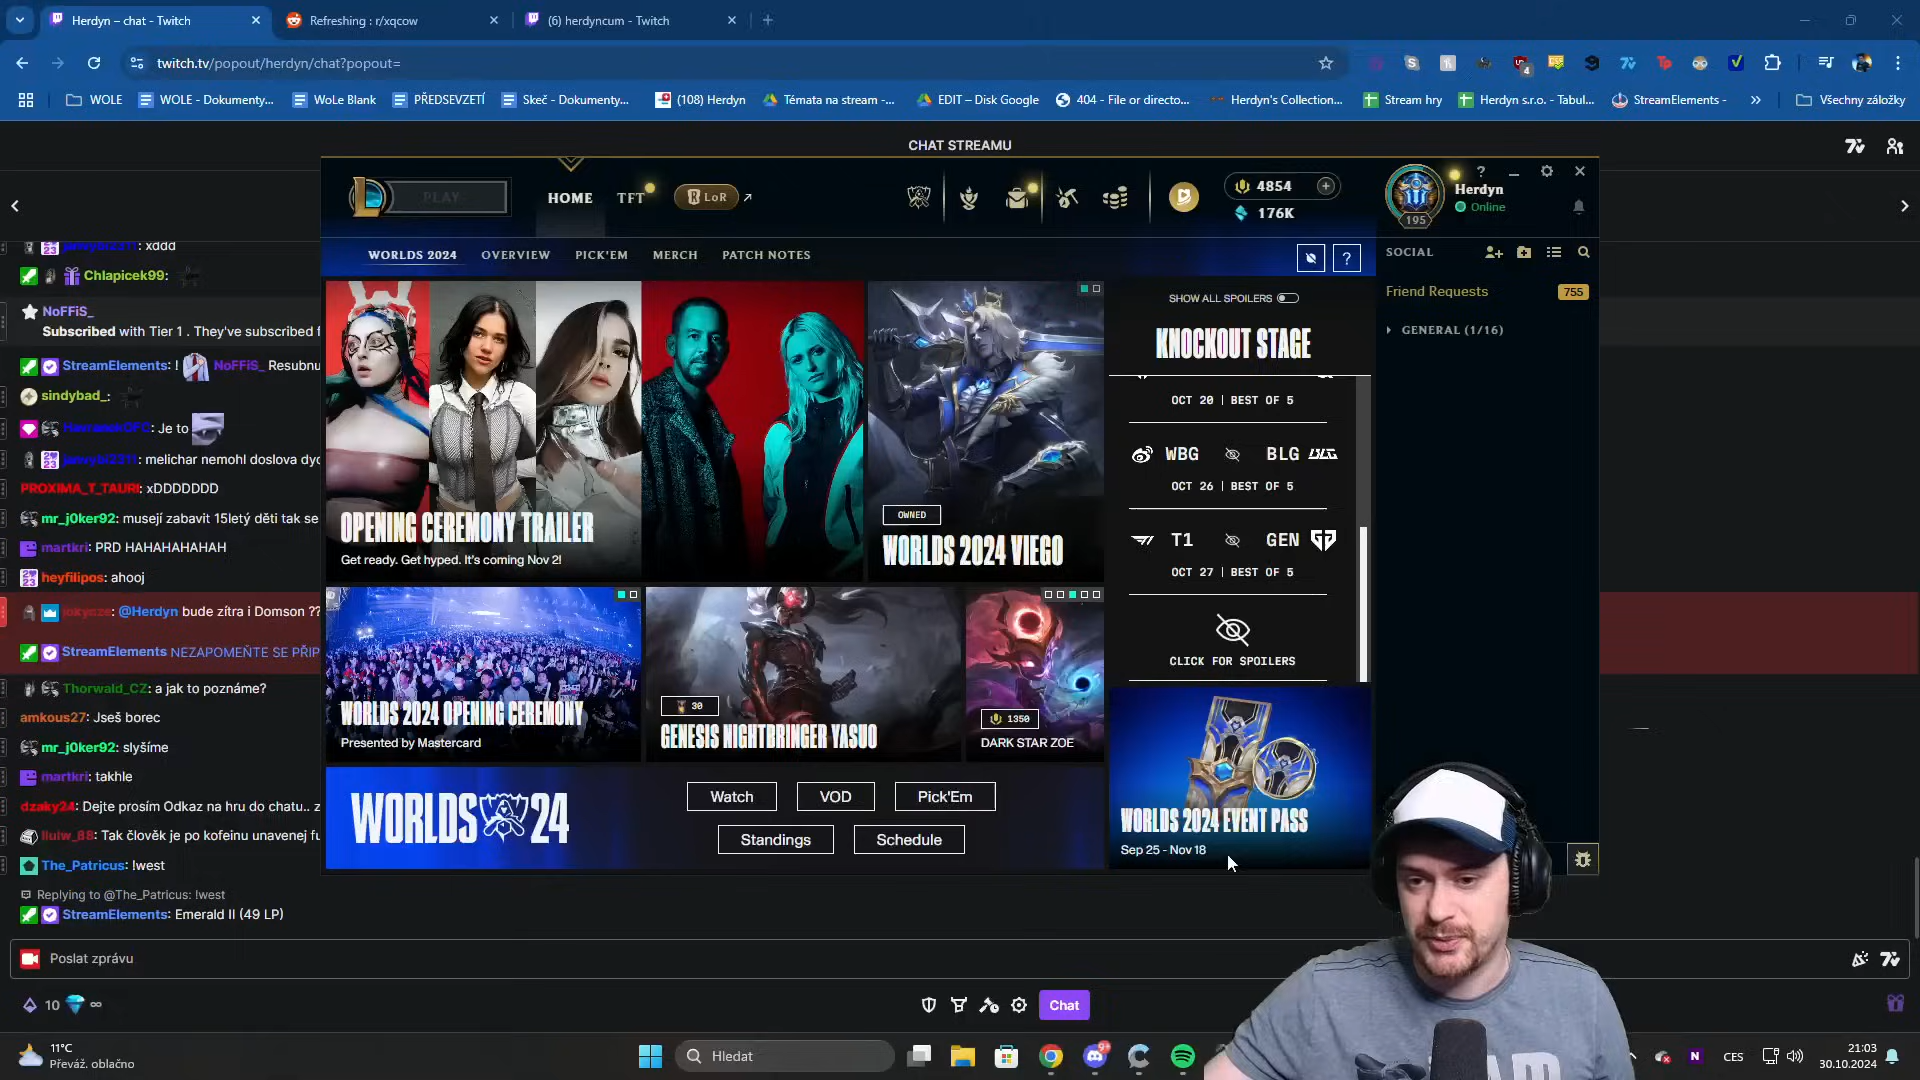 Herdyn – chat - Twitch
Refreshing : r/xqcow
(6) herdyncum - Twitch
twitch.tv/popout/herdyn/chat?popout=
WOLE
WOLE - Dokumenty...
WoLe Blank
PŘEDSEVZETÍ
Skeč - Dokumenty...
(108) Herdyn
Témata na stream -...
EDIT – Disk Google
404 - File or directo...
Herdyn's Collection...
Stream hry
Herdyn s.r.o. - Tabul...
StreamElements -
Všechny záložky
CHAT STREAMU
PLAY
HOME
TFT
LoR
4854
176K
195
Herdyn
Online
WORLDS 2024
OVERVIEW
PICK'EM
MERCH
PATCH NOTES
SOCIAL
Friend Requests
755
GENERAL (1/16)
SHOW ALL SPOILERS
KNOCKOUT STAGE
OCT 20 | BEST OF 5
WBG
BLG
OCT 26 | BEST OF 5
T1
GEN
OCT 27 | BEST OF 5
CLICK FOR SPOILERS
OPENING CEREMONY TRAILER
Get ready. Get hyped. It's coming Nov 2!
OWNED
WORLDS 2024 VIEGO
WORLDS 2024 OPENING CEREMONY
Presented by Mastercard
30
GENESIS NIGHTBRINGER YASUO
1350
DARK STAR ZOE
WORLDS 24
Watch
VOD
Pick'Em
Standings
Schedule
WORLDS 2024 EVENT PASS
Sep 25 - Nov 18
xddd
Chlapicek99:
NoFFiS_
Subscribed with Tier 1 . They've subscribed f
StreamElements: ! NoFFiS_ Resubnu
sindybad_:
Je to
melichar nemohl doslova dyc
PROXIMA_T_TAURI: xDDDDDDD
mr_j0ker92: musejí zabavit 15letý děti tak se
martkri: PRD HAHAHAHAHAH
heyfilipos: ahooj
@Herdyn bude zítra i Domson ??
StreamElements NEZAPOMEŇTE SE PŘIP
Thorwald_CZ: a jak to poznáme?
amkous27: Jseš borec
mr_j0ker92: slyšíme
martkri: takhle
dzaky24: Dejte prosím Odkaz na hru do chatu.. z
Tak člověk je po kofeinu unavenej fu
The_Patricus: !west
Replying to @The_Patricus: !west
StreamElements: Emerald II (49 LP)
Poslat zprávu
10
∞
Chat
11°C
Převáž. oblačno
Hledat
CES
21:03
30.10.2024